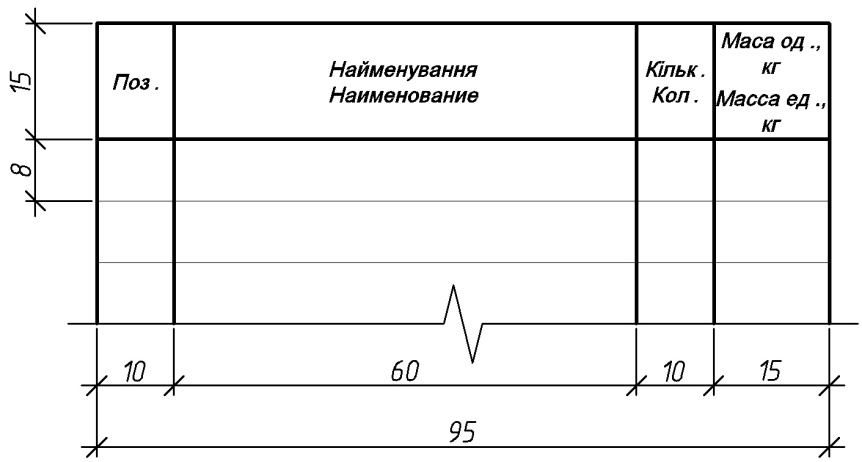 Поз .
Найменування
Наименование
Кільк .
Кол .
Маса од .,
кг
Масса ед .,
кг
15
8
10
60
10
15
95